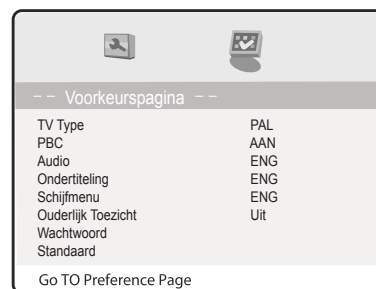 -- Voorkeurspagina --
TV Type PAL
PBC AAN
Audio ENG
Ondertiteling ENG
Schijfmenu ENG
Ouderlijk Toezicht Uit
Wachtwoord
Standaard
Go TO Preference Page